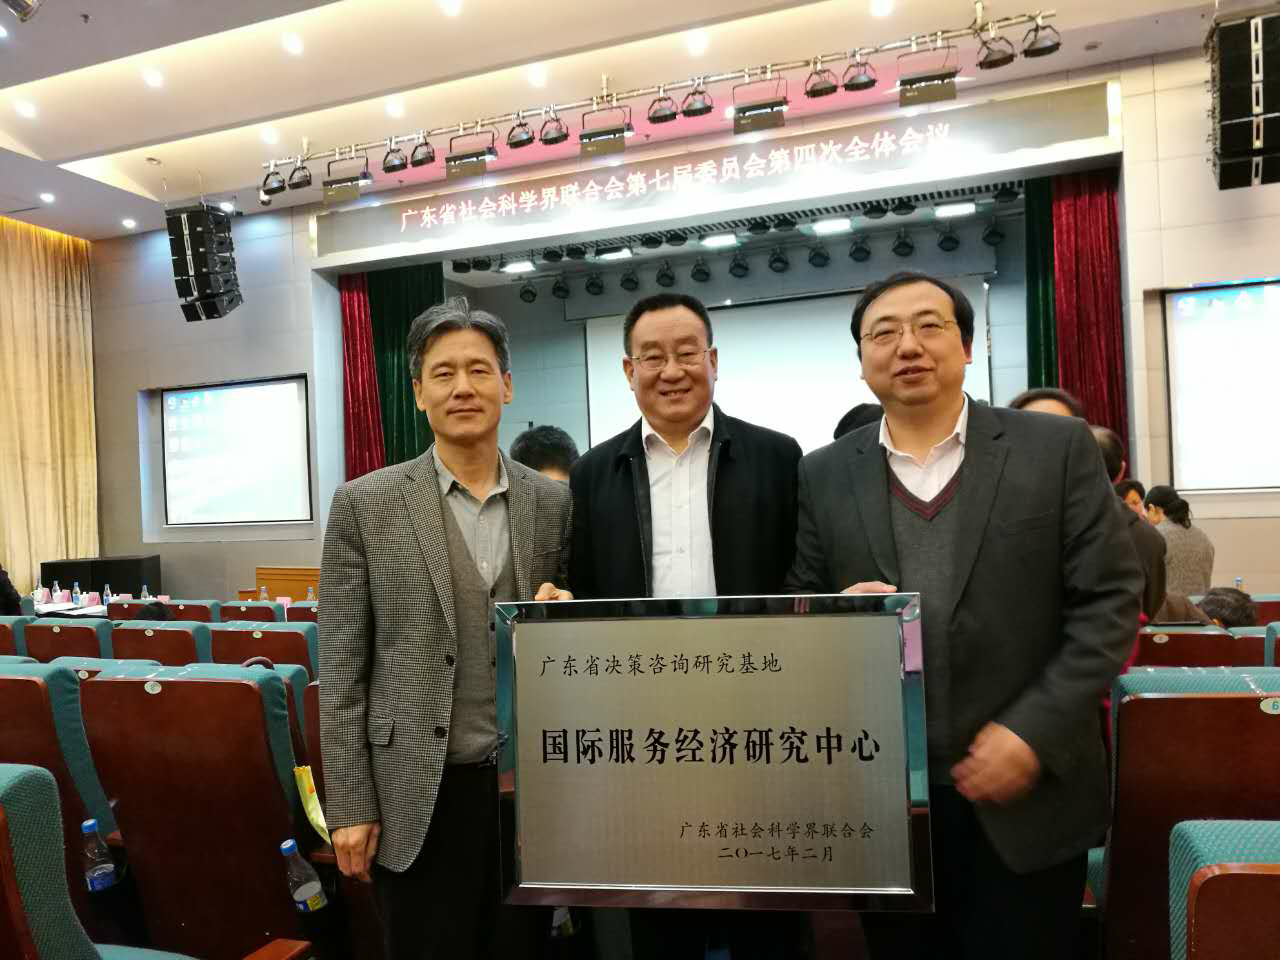 广东省社会科学界联合会第七届委员会第四次全体会议
广东省决策咨询研究基地
国际服务经济研究中心
广东省社会科学界联合会
二〇一七年二月
6